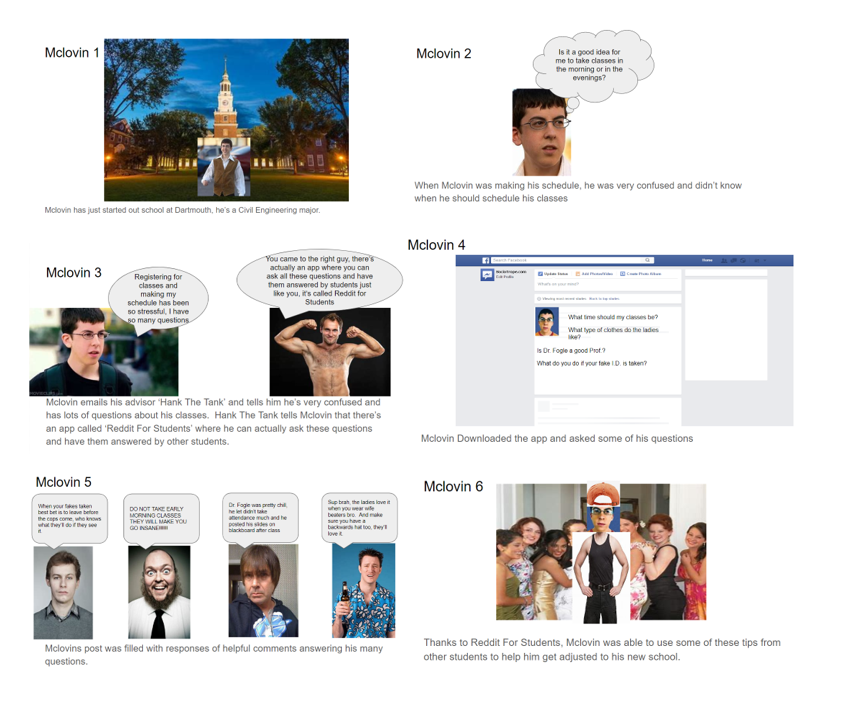 Mclovin 1
Mclovin has just started out school at Dartmouth, he's a Civil Engineering major.
Mclovin 2
Is it a good idea for
me to take classes in
the morning or in the
evenings?
When Mclovin was making his schedule, he was very confused and didn't know
when he should schedule his classes
Mclovin 3
Registering for
classes and
making my
schedule has been
so stressful, I have
so many questions
You came to the right guy, there's
actually an app where you can
ask all these questions and have
them answered by students just
like you, it's called Reddit for
Students
Mclovin emails his advisor 'Hank The Tank' and tells him he's very confused and
has lots of questions about his classes. Hank The Tank tells Mclovin that there's
an app called 'Reddit For Students' where he can actually ask these questions
and have them answered by other students.
Mclovin 4
Search Facebook
Home
Update Status Add Photos/Video Create Photo Album
What's on your mind?
What time should my classes be?
What type of clothes do the ladies
like?
Is Dr. Fogle a good Prof.?
What do you do if your fake I.D. is taken?
Mclovin Downloaded the app and asked some of his questions
Mclovin 5
When your fakes taken
best bet is to leave before
the cops come, who knows
what they'll do if they see
it.
DO NOT TAKE EARLY
MORNING CLASSES
THEY WILL MAKE YOU
GO INSANE!!!!!!
Dr. Fogle was pretty chill,
he let didn't take
attendance much and he
posted his slides on
blackboard after class
Sup brah, the ladies love it
when you wear wife
beaters bro. And make
sure you have a
backwards hat too, they'll
love it.
Mclovins post was filled with responses of helpful comments answering his many
questions.
Mclovin 6
Thanks to Reddit For Students, Mclovin was able to use some of these tips from
other students to help him get adjusted to his new school.